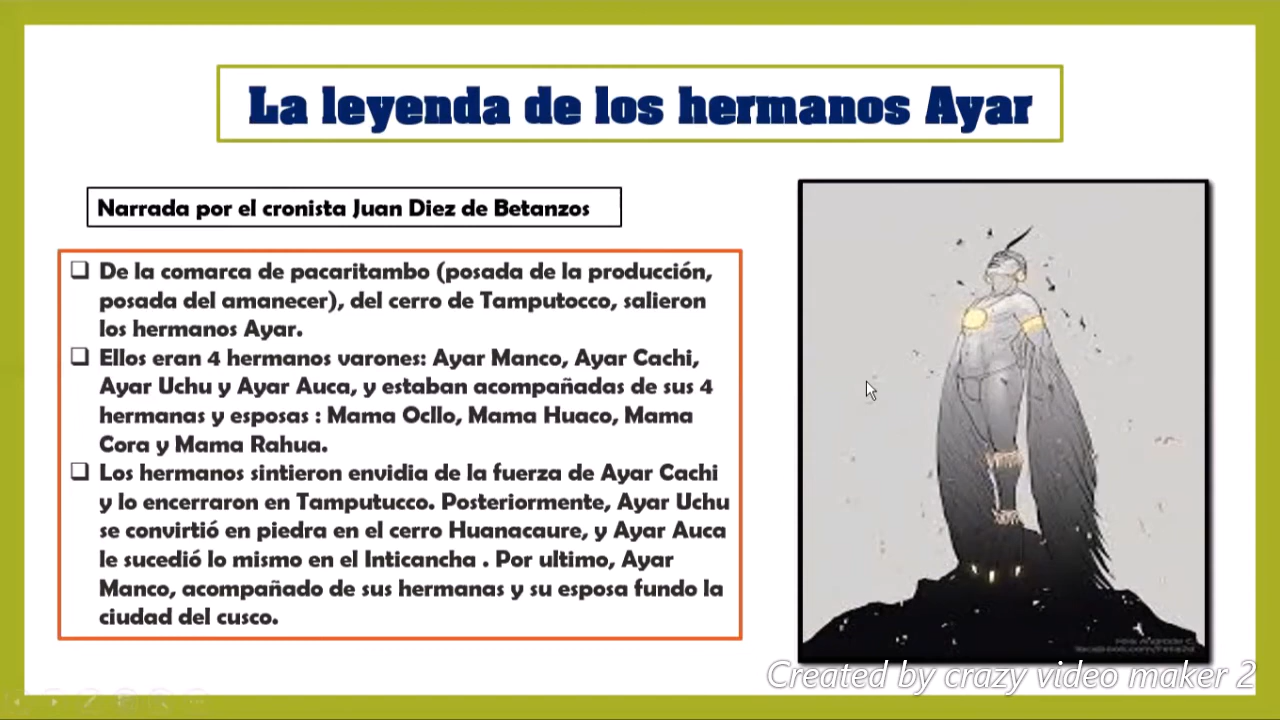 La leyenda de los hermanos Ayar
Narrada por el cronista Juan Diez de Betanzos
De la comarca de pacaritambo (posada de la producción,
posada del amanecer), del cerro de Tamputocco, salieron
los hermanos Ayar.
Ellos eran 4 hermanos varones: Ayar Manco, Ayar Cachi,
Ayar Uchu y Ayar Auca, y estaban acompañadas de sus 4
hermanas y esposas : Mama Ocllo, Mama Huaco, Mama
Cora y Mama Rahua.
Los hermanos sintieron envidia de la fuerza de Ayar Cachi
y lo encerraron en Tamputucco. Posteriormente, Ayar Uchu
se convirtió en piedra en el cerro Huanacaure, y Ayar Auca
le sucedió lo mismo en el Inticancha . Por ultimo, Ayar
Manco, acompañado de sus hermanas y su esposa fundo la
ciudad del cusco.
Created by crazy video maker 2